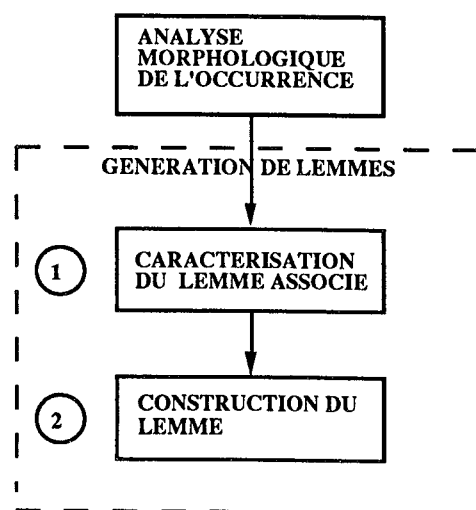 ANALYSE
MORPHOLOGIQUE
DE L'OCCURRENCE
GENERATION DE LEMMES
1
CARACTERISATION
DU LEMME ASSOCIE
2
CONSTRUCTION DU
LEMME